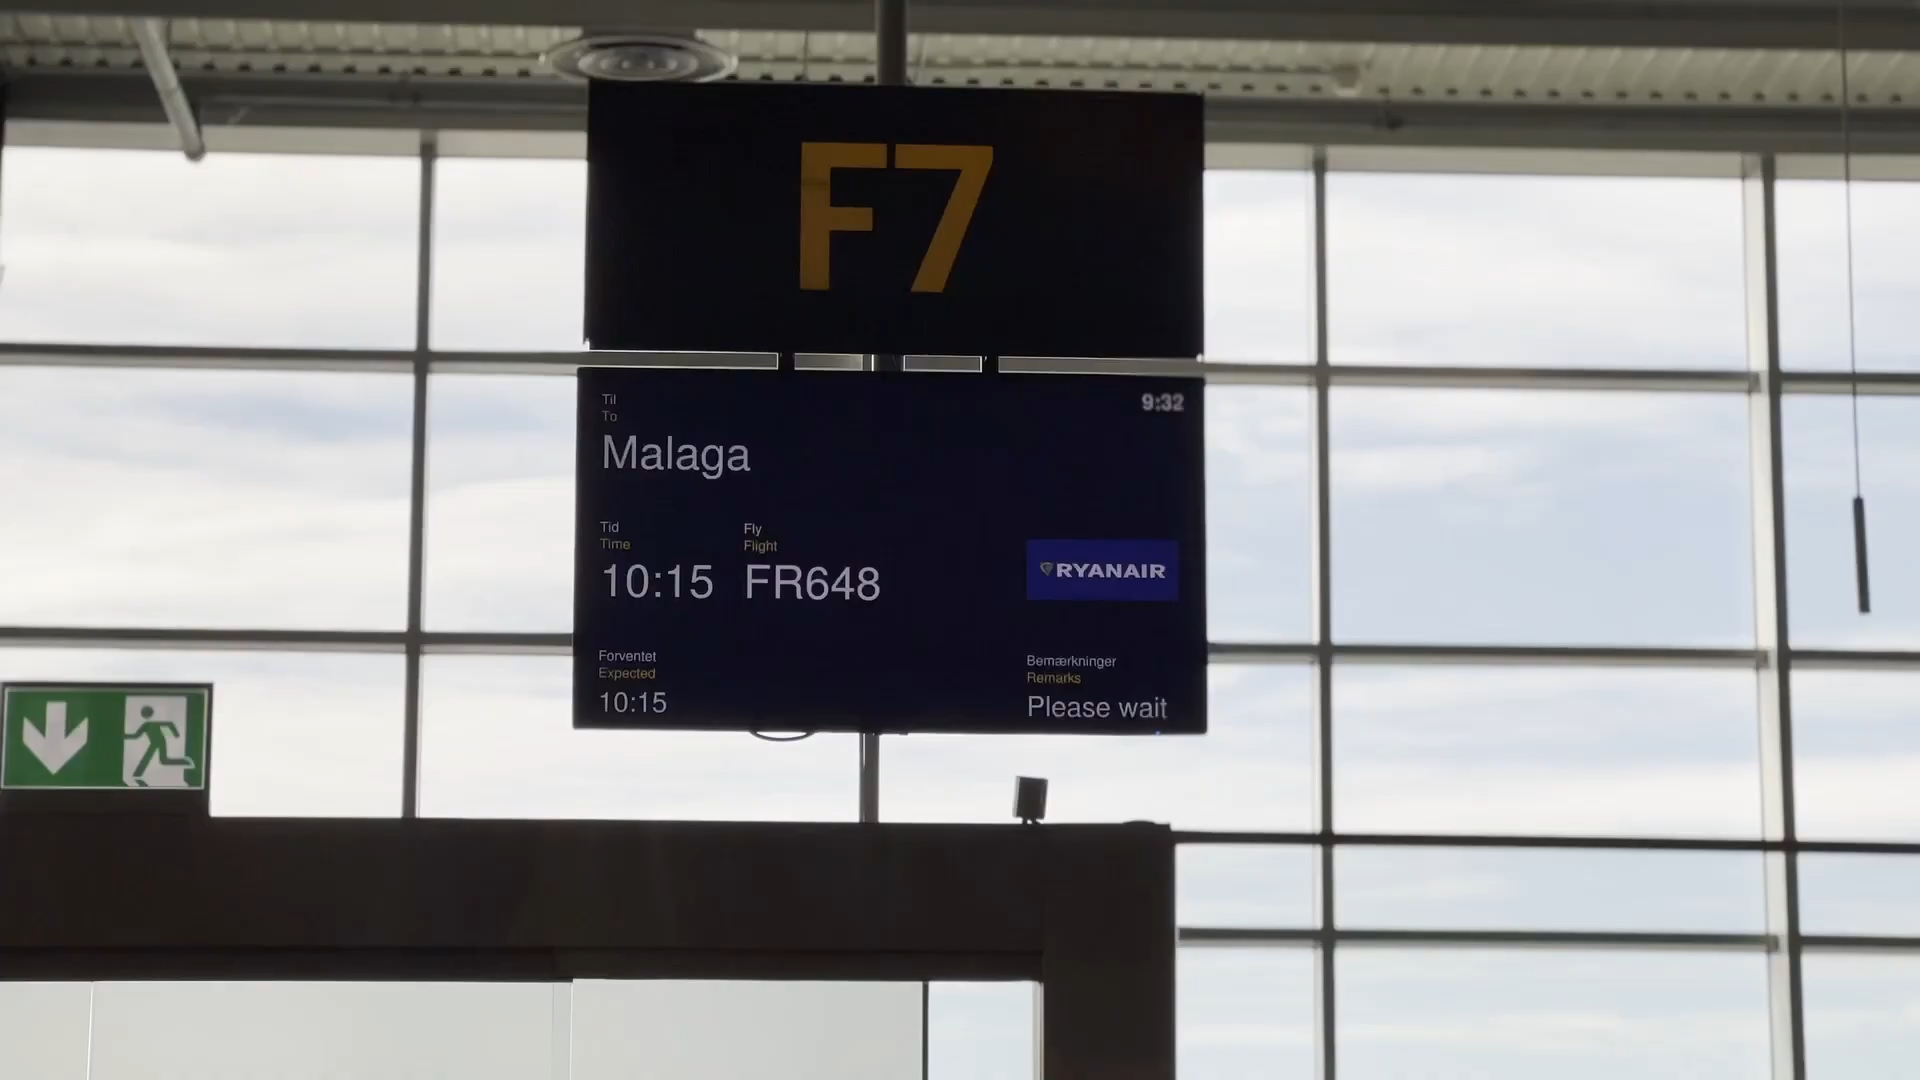 F7
Til
To
9:32
Malaga
Tid
Time
Fly
Flight
10:15
FR648
RYANAIR
Forventet
Expected
10:15
Bemærkninger
Remarks
Please wait